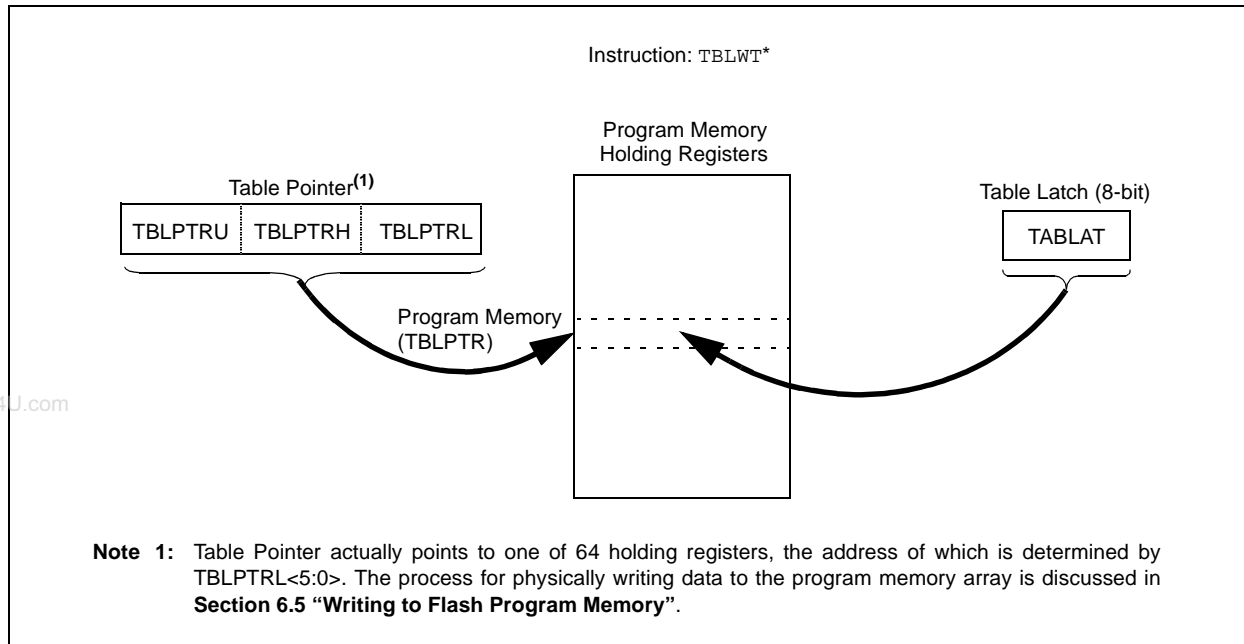 Instruction: TBLWT*
Program Memory
Holding Registers
Table Pointer(1)
Table Latch (8-bit)
TBLPTRU TBLPTRH TBLPTRL
TABLAT
Program Memory
(TBLPTR)
4U.com
Note 1: Table Pointer actually points to one of 64 holding registers, the address of which is determined by
TBLPTRL<5:0>. The process for physically writing data to the program memory array is discussed in
Section 6.5 “Writing to Flash Program Memory”.